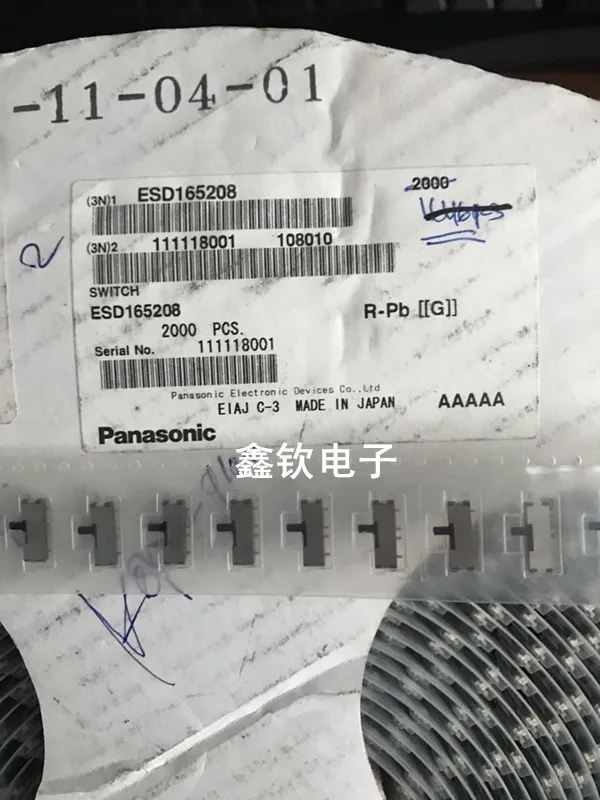 -11-04-01
(3N)1 ESD165208
2000
(3N)2 111118001 108010
2
SWITCH
ESD165208
R-Pb [[G]]
2000 PCS.
Serial No. 111118001
Panasonic Electronic Devices Co.,Ltd
EIAJ C-3 MADE IN JAPAN AAAAA
Panasonic
鑫钦电子